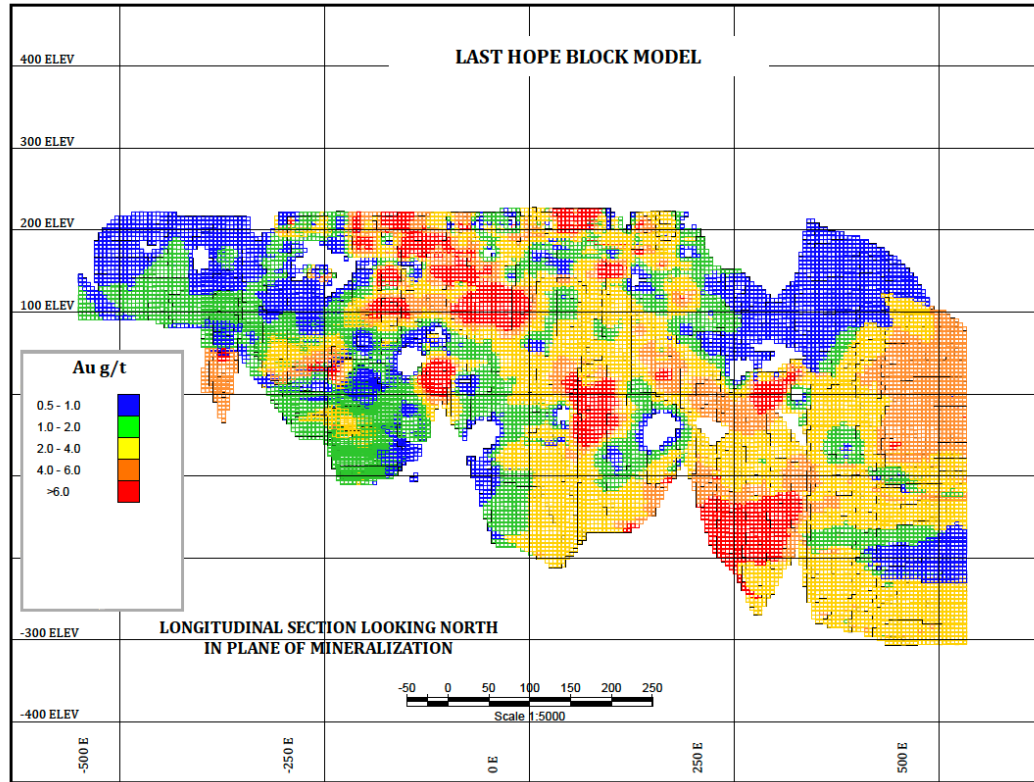 LAST HOPE BLOCK MODEL
400 ELEV
300 ELEV
200 ELEV
100 ELEV
Au g/t
0.5 - 1.0
1.0 - 2.0
2.0 - 4.0
4.0 - 6.0
>6.0
LONGITUDINAL SECTION LOOKING NORTH
IN PLANE OF MINERALIZATION
-300 ELEV
-50 0 50 100 150 200 250
Scale 1:5000
-400 ELEV
-500 E
-250 E
0 E
250 E
500 E